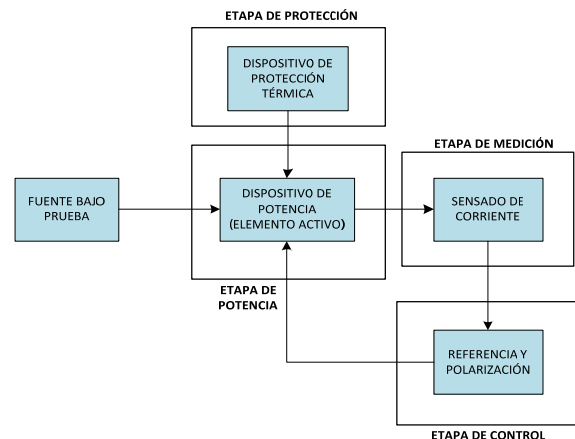 ETAPA DE PROTECCIÓN
DISPOSITIVO DE
PROTECCIÓN
TÉRMICA
ETAPA DE MEDICIÓN
FUENTE BAJO
PRUEBA
DISPOSITIVO DE
POTENCIA
(ELEMENTO ACTIVO)
SENSADO DE
CORRIENTE
ETAPA DE
POTENCIA
REFERENCIA Y
POLARIZACIÓN
ETAPA DE CONTROL